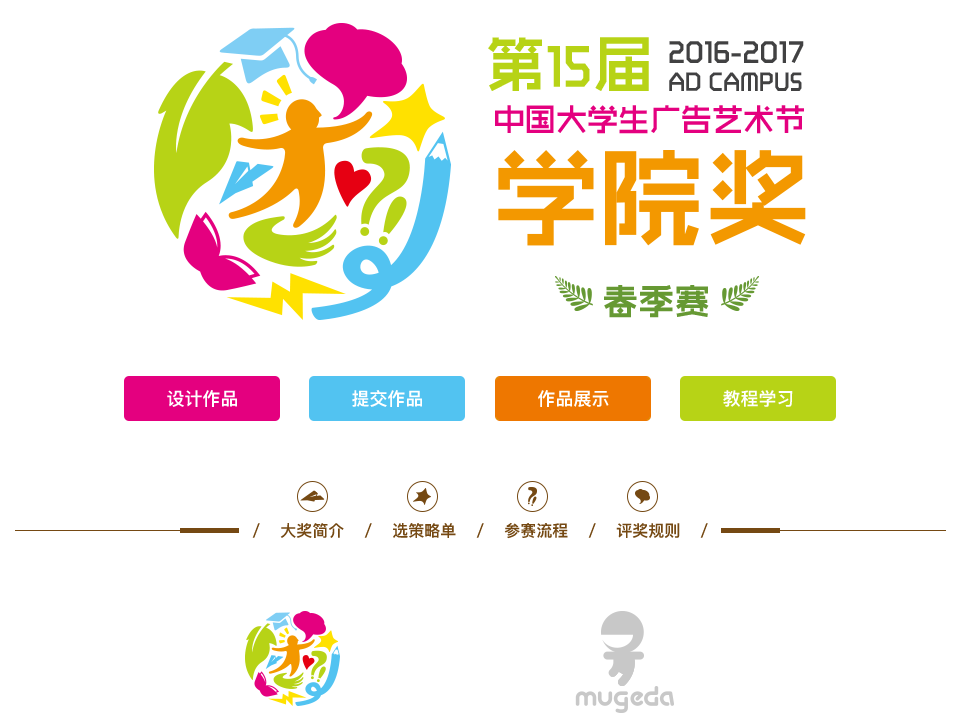 第15届
2016-2017
AD CAMPUS
中国大学生广告艺术节
学院奖
春季赛
设计作品
提交作品
作品展示
教程学习
/ 大奖简介 / 选策略单 / 参赛流程 / 评奖规则 /
mugeda